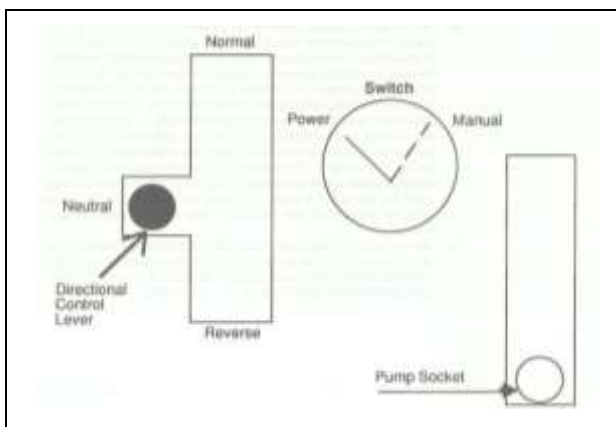 Normal
Switch
Power
Manual
Neutral
Directional
Control
Lever
Reverse
Pump Socket